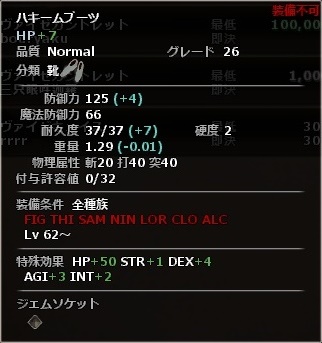 装備不可
ハキームブーツ
HP+7
品質 Normal グレード 26
分類 靴
防御力 125 (+4)
魔法防御力 66
耐久度 37/37 (+7) 硬度 2
重量 1.29 (-0.01)
物理属性 斬20 打40 突40
付与許容値 0/32
装備条件 全種族
FIG THI SAM NIN LOR CLO ALC
Lv 62～
特殊効果 HP+50 STR+1 DEX+4
AGI+3 INT+2
ジェムソケット